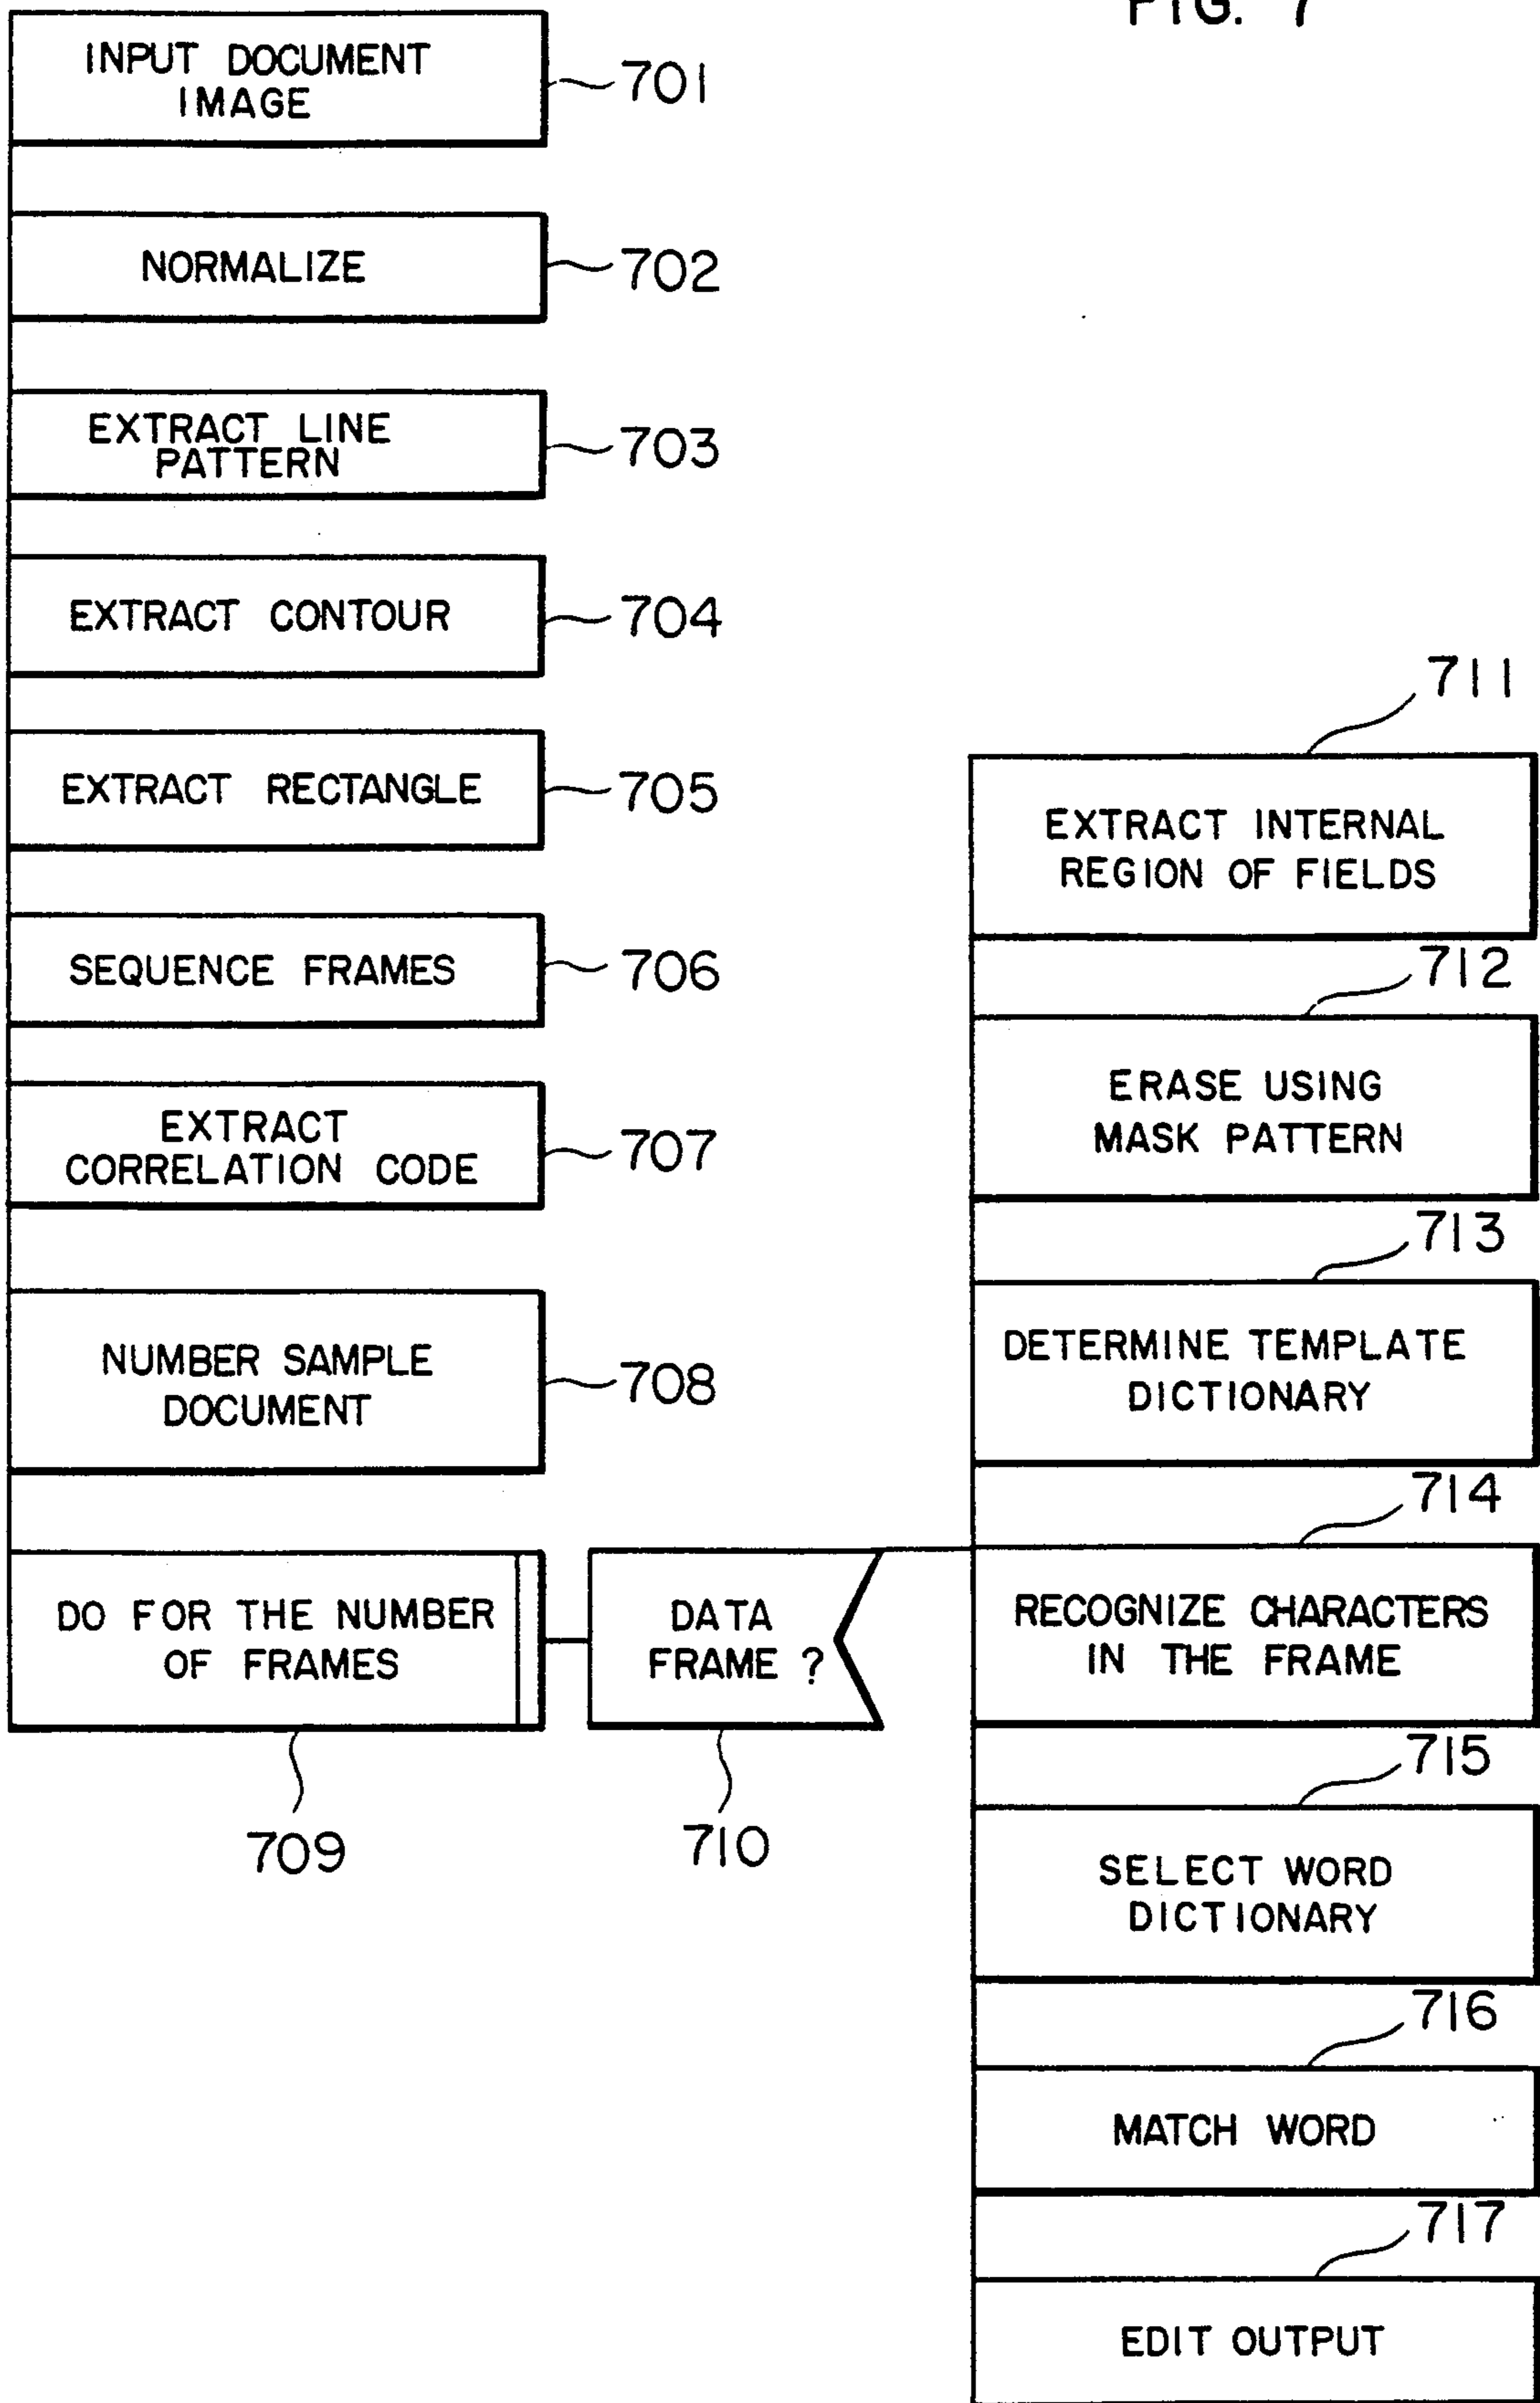 FIG. 7
INPUT DOCUMENT
IMAGE
701
NORMALIZE
702
EXTRACT LINE
PATTERN
703
EXTRACT CONTOUR
704
EXTRACT RECTANGLE
705
SEQUENCE FRAMES
706
EXTRACT
CORRELATION CODE
707
NUMBER SAMPLE
DOCUMENT
708
DO FOR THE NUMBER
OF FRAMES
709
DATA
FRAME ?
710
711
EXTRACT INTERNAL
REGION OF FIELDS
712
ERASE USING
MASK PATTERN
713
DETERMINE TEMPLATE
DICTIONARY
714
RECOGNIZE CHARACTERS
IN THE FRAME
715
SELECT WORD
DICTIONARY
716
MATCH WORD
717
EDIT OUTPUT